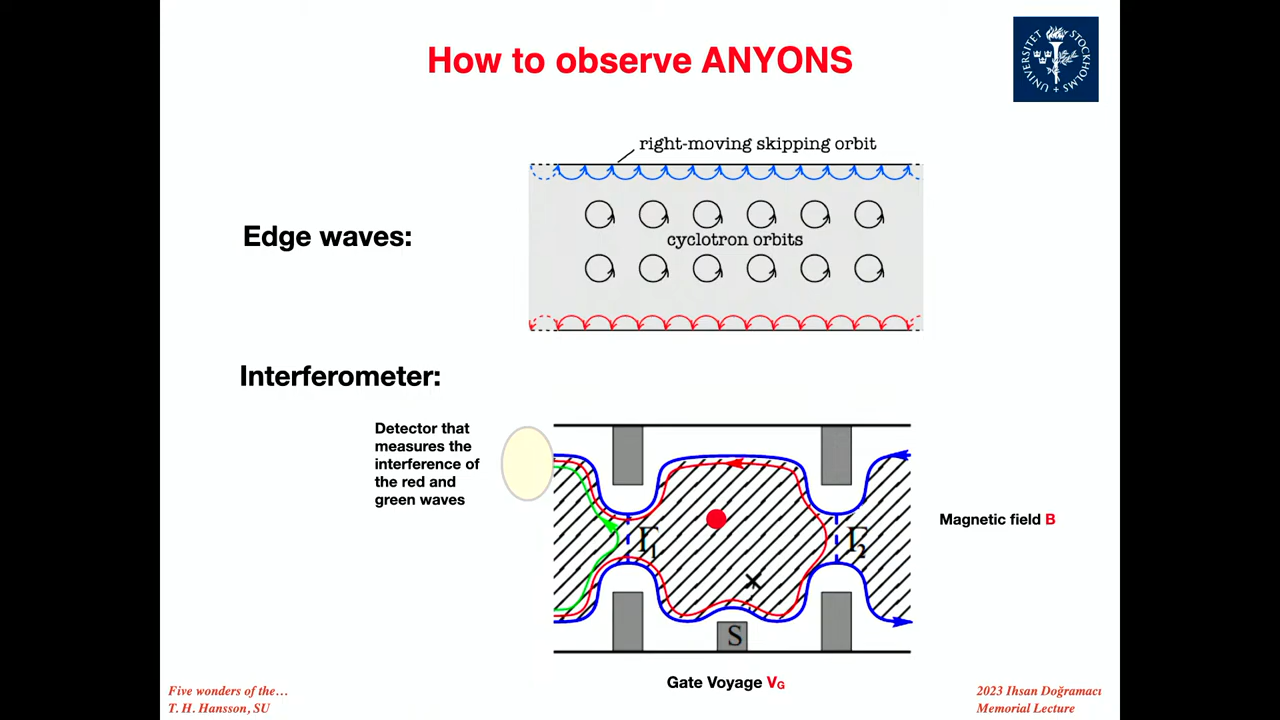 How to observe ANYONS
UNIVERSITET STOCKHOLMS
right-moving skipping orbit
Edge waves:
cyclotron orbits
Interferometer:
Detector that
measures the
interference of
the red and
green waves
Γ1
Γ2
Magnetic field B
S
Gate Voyage VG
Five wonders of the…
T. H. Hansson, SU
2023 Ihsan Doğramacı
Memorial Lecture